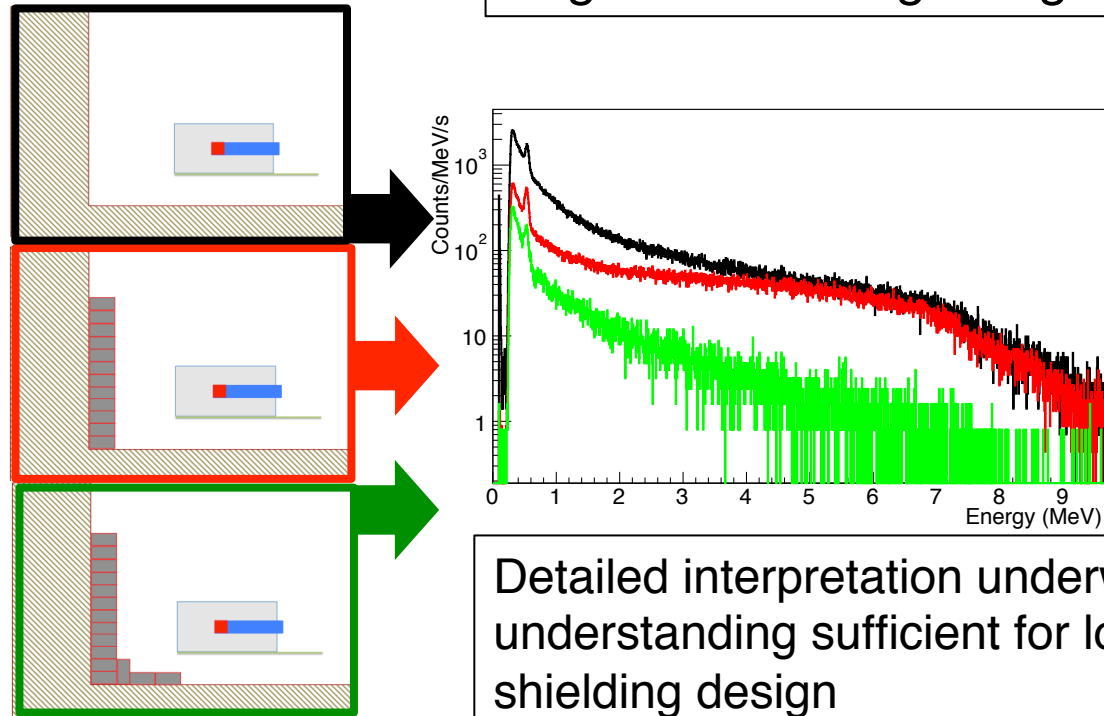 Counts/MeV/s
10³
10²
10
1
0 1 2 3 4 5 6 7 8 9
Energy (MeV)
Detailed interpretation underw
understanding sufficient for lo
shielding design